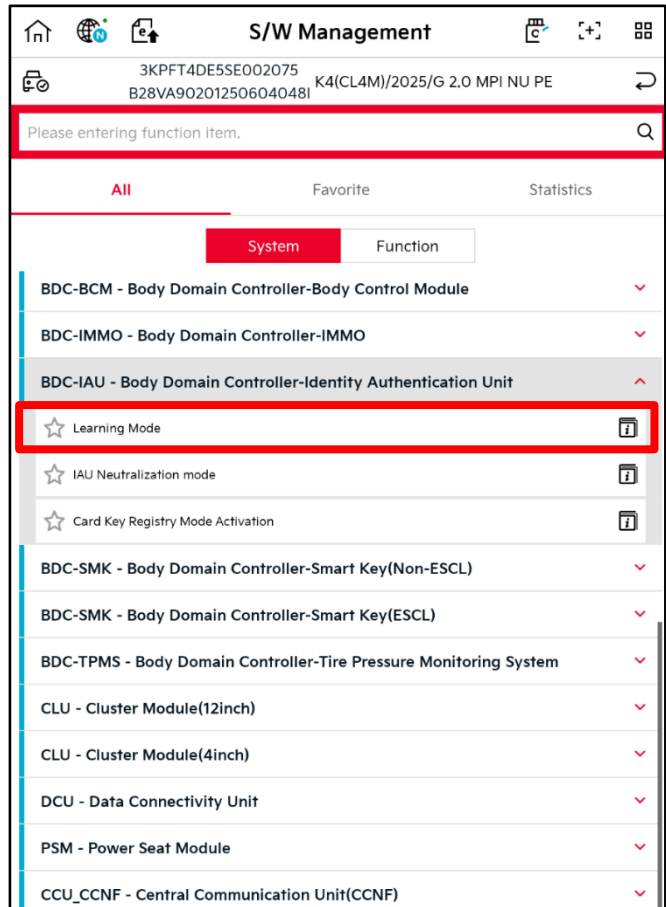 S/W Management
3KPFT4DE5SE002075
B28VA90201250604048I
K4(CL4M)/2025/G 2.0 MPI NU PE
Please entering function item.
All Favorite Statistics
System Function
BDC-BCM - Body Domain Controller-Body Control Module
BDC-IMMO - Body Domain Controller-IMMO
BDC-IAU - Body Domain Controller-Identity Authentication Unit
Learning Mode
IAU Neutralization mode
Card Key Registry Mode Activation
BDC-SMK - Body Domain Controller-Smart Key(Non-ESCL)
BDC-SMK - Body Domain Controller-Smart Key(ESCL)
BDC-TPMS - Body Domain Controller-Tire Pressure Monitoring System
CLU - Cluster Module(12inch)
CLU - Cluster Module(4inch)
DCU - Data Connectivity Unit
PSM - Power Seat Module
CCU_CCNF - Central Communication Unit(CCNF)